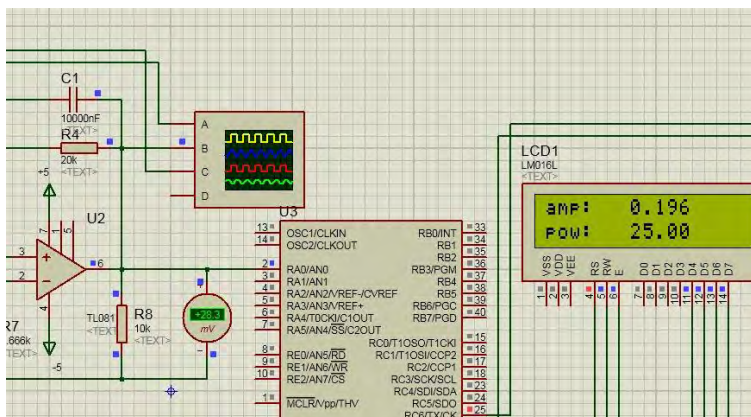 C1
10000nF
<TEXT>
R4
20k
<TEXT>
+5
U2
7
1
5
3
2
6
4
TL081
<TEXT>
R8
10k
<TEXT>
R7
.666k
<TEXT>
-5
A
B
C
D
+28.3
mV
U3
13 OSC1/CLKIN
14 OSC2/CLKOUT
2 RA0/AN0
3 RA1/AN1
4 RA2/AN2/VREF-/CVREF
5 RA3/AN3/VREF+
6 RA4/T0CKI/C1OUT
7 RA5/AN4/SS/C2OUT
8 RE0/AN5/RD
9 RE1/AN6/WR
10 RE2/AN7/CS
1 MCLR/Vpp/THV
RB0/INT 33
RB1 34
RB2 35
RB3/PGM 36
RB4 37
RB5 38
RB6/PGC 39
RB7/PGD 40
RC0/T1OSO/T1CKI 15
RC1/T1OSI/CCP2 16
RC2/CCP1 17
RC3/SCK/SCL 18
RC4/SDI/SDA 23
RC5/SDO 24
RC6/TX/CK 25
LCD1
LM016L
<TEXT>
amp: 0.196
pow: 25.00
VSS VDD VEE RS RW E D0 D1 D2 D3 D4 D5 D6 D7
1 2 3 4 5 6 7 8 9 10 11 12 13 14